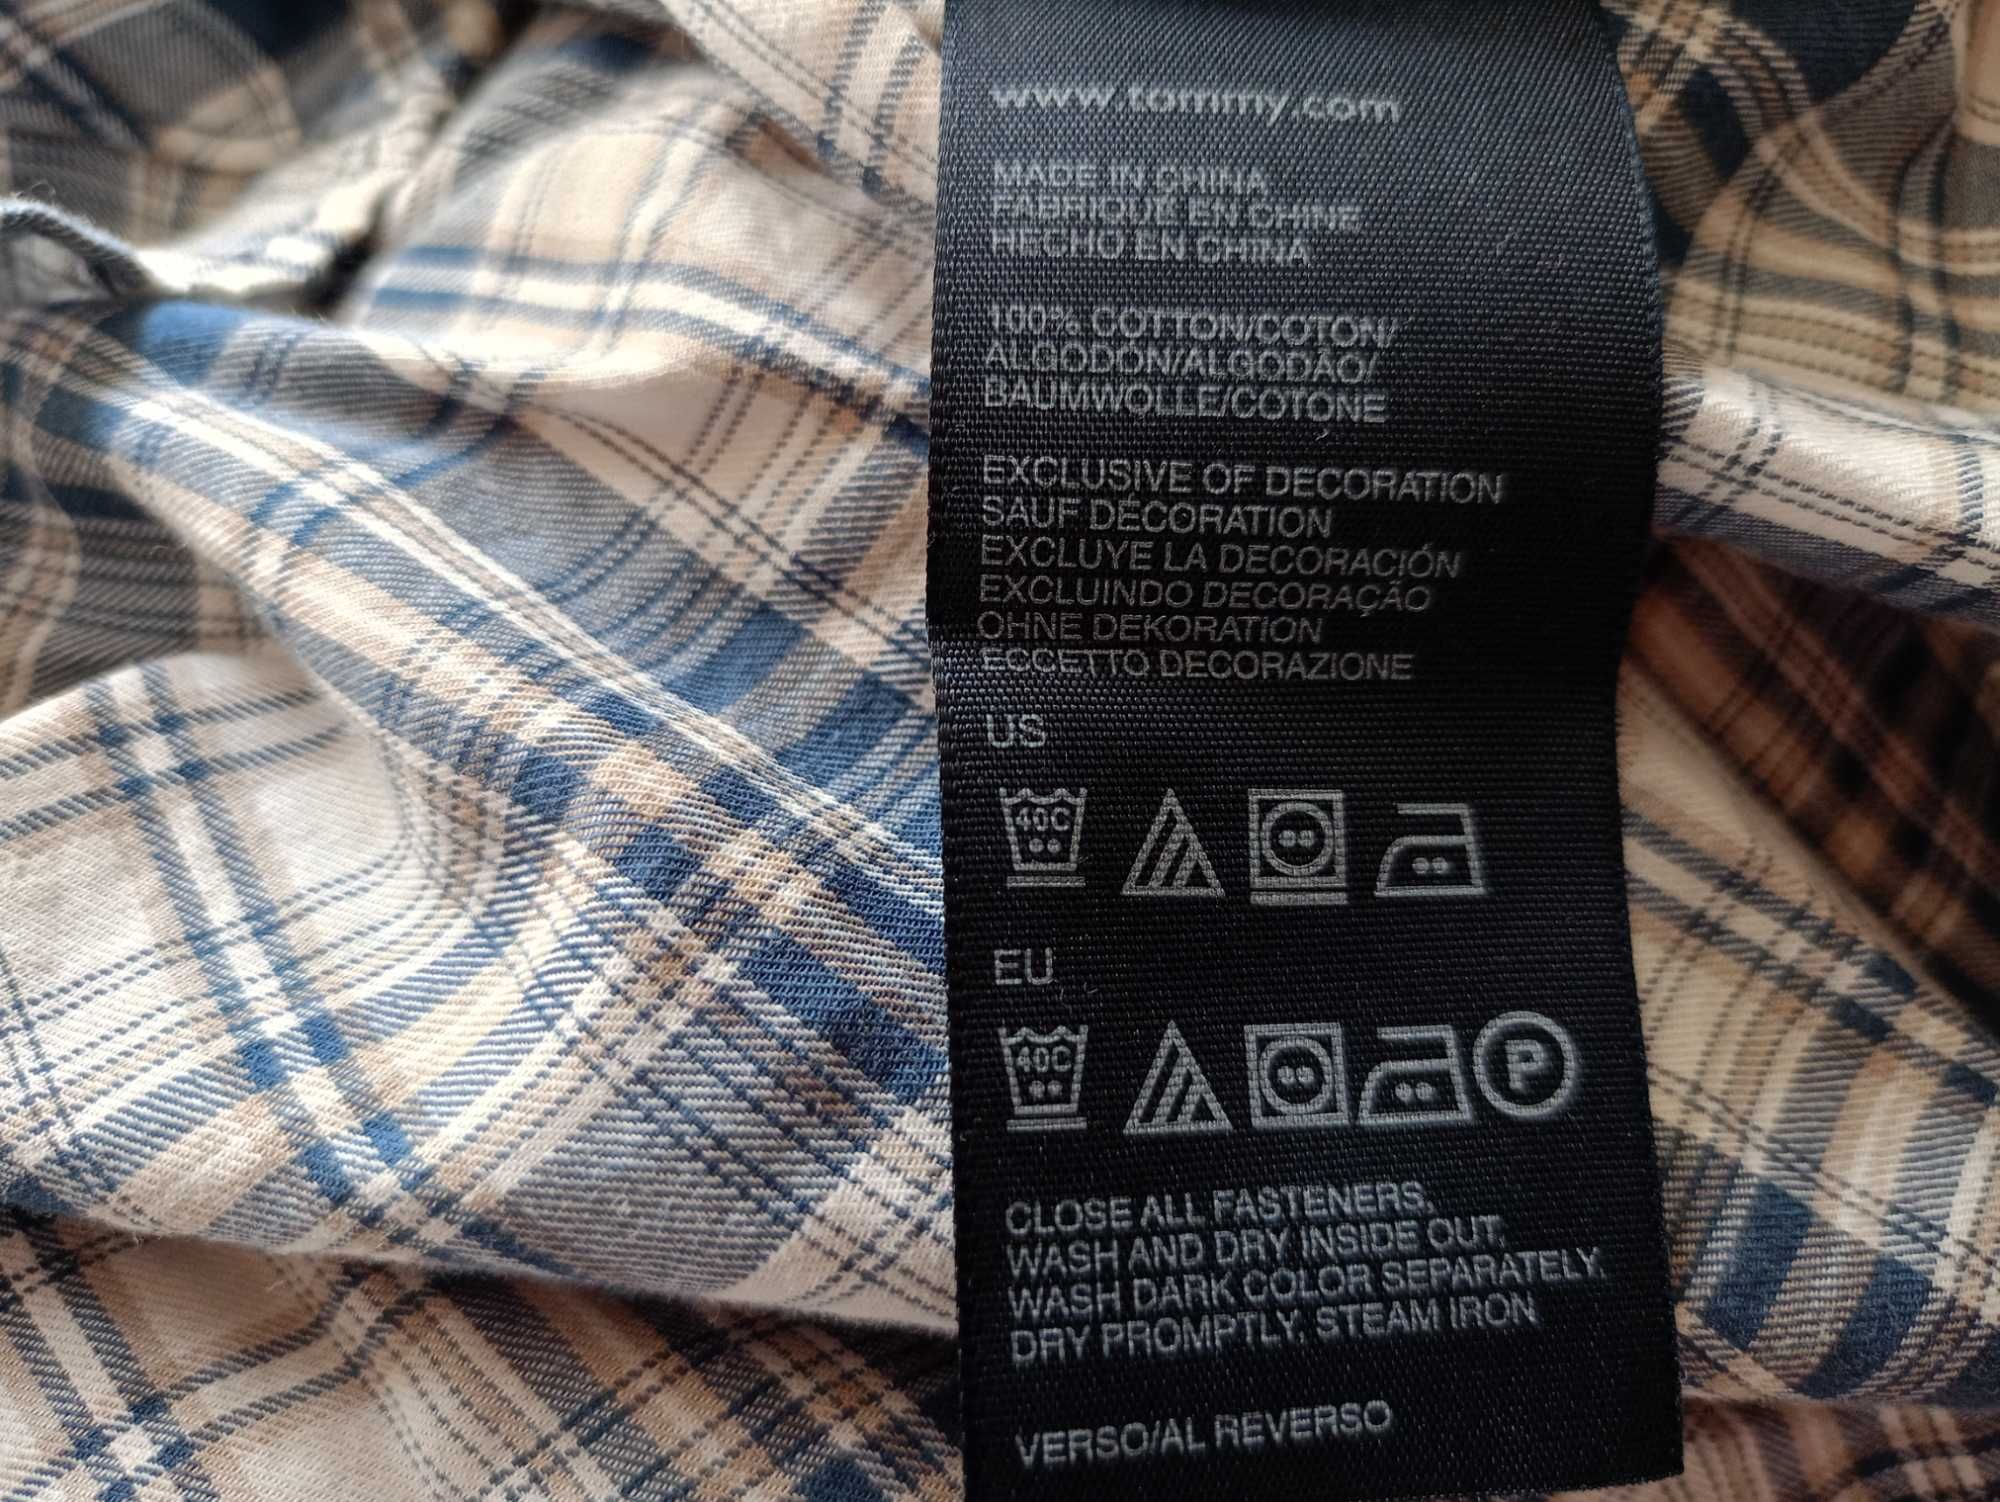 www.tommy.com
MADE IN CHINA
FABRIQUÉ EN CHINE
HECHO EN CHINA
100% COTTON/COTON/
ALGODÓN/ALGODÃO/
BAUMWOLLE/COTONE
EXCLUSIVE OF DECORATION
SAUF DÉCORATION
EXCLUYE LA DECORACIÓN
EXCLUINDO DECORAÇÃO
OHNE DEKORATION
ECCETTO DECORAZIONE
US
40C
EU
40C P
CLOSE ALL FASTENERS.
WASH AND DRY INSIDE OUT.
WASH DARK COLOR SEPARATELY.
DRY PROMPTLY. STEAM IRON
VERSO/AL REVERSO